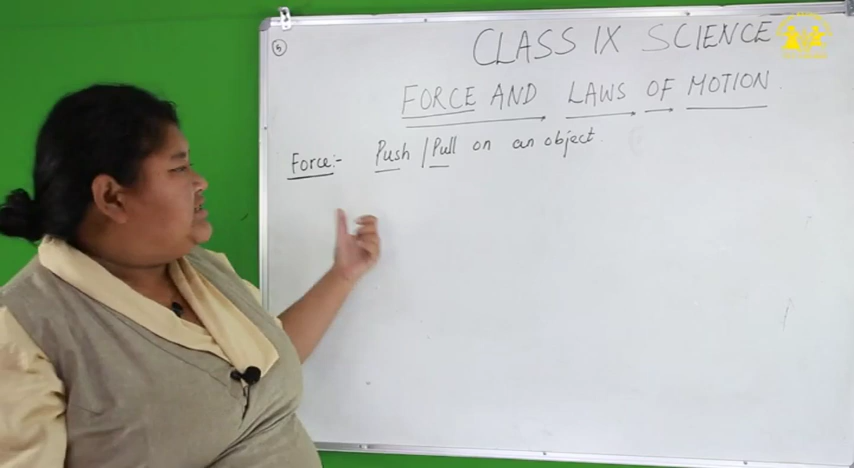 5
CLASS IX SCIENCE
FORCE AND LAWS OF MOTION
Force:- Push / Pull on an object